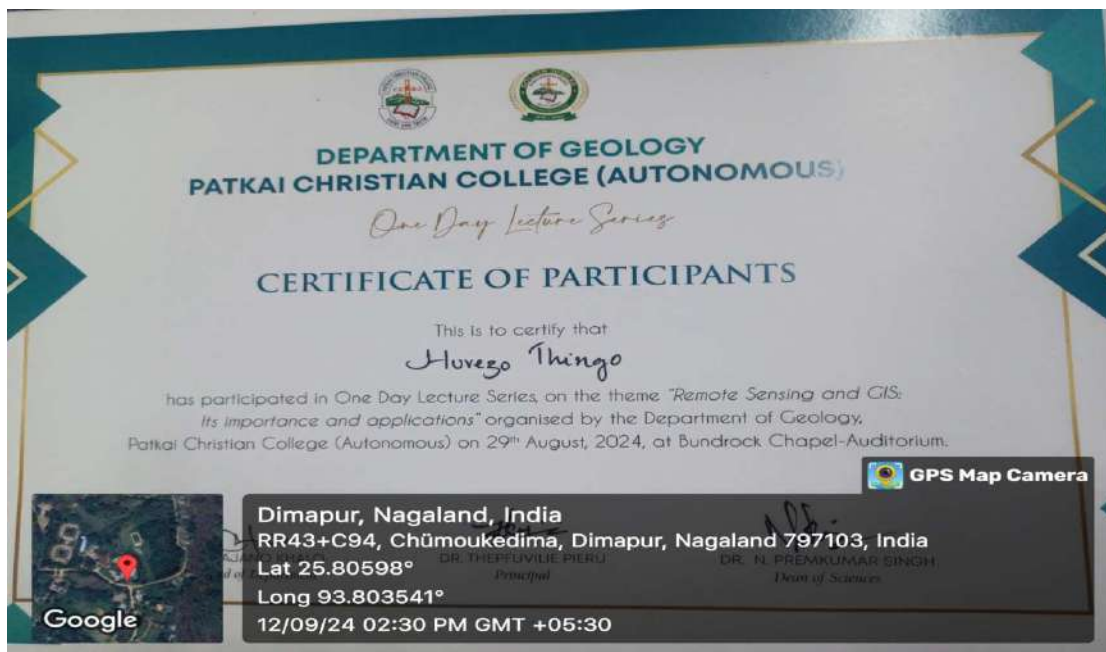 DEPARTMENT OF GEOLOGY
PATKAI CHRISTIAN COLLEGE (AUTONOMOUS)
One Day Lecture Series
CERTIFICATE OF PARTICIPANTS
This is to certify that
Huvezo Thingo
has participated in One Day Lecture Series, on the theme "Remote Sensing and GIS:
Its importance and applications" organised by the Department of Geology,
Patkai Christian College (Autonomous) on 29th August, 2024, at Bundrock Chapel-Auditorium.
GPS Map Camera
DR. THEPFUVILIE PIERU
Principal
DR. N. PREMKUMAR SINGH
Dean of Sciences
Dimapur, Nagaland, India
RR43+C94, Chümoukedima, Dimapur, Nagaland 797103, India
Lat 25.80598°
Long 93.803541°
12/09/24 02:30 PM GMT +05:30
Google